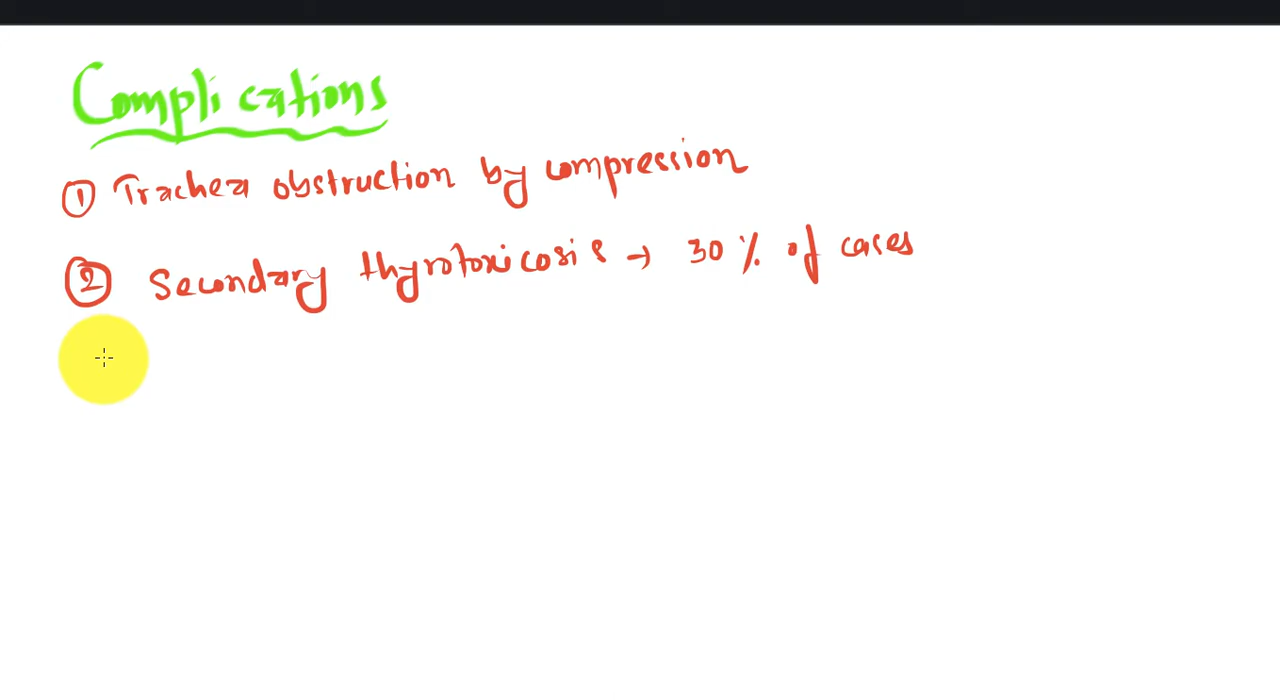 Complications
① Trachea obstruction by compression
② Secondary thyrotoxicosis → 30 % of cases